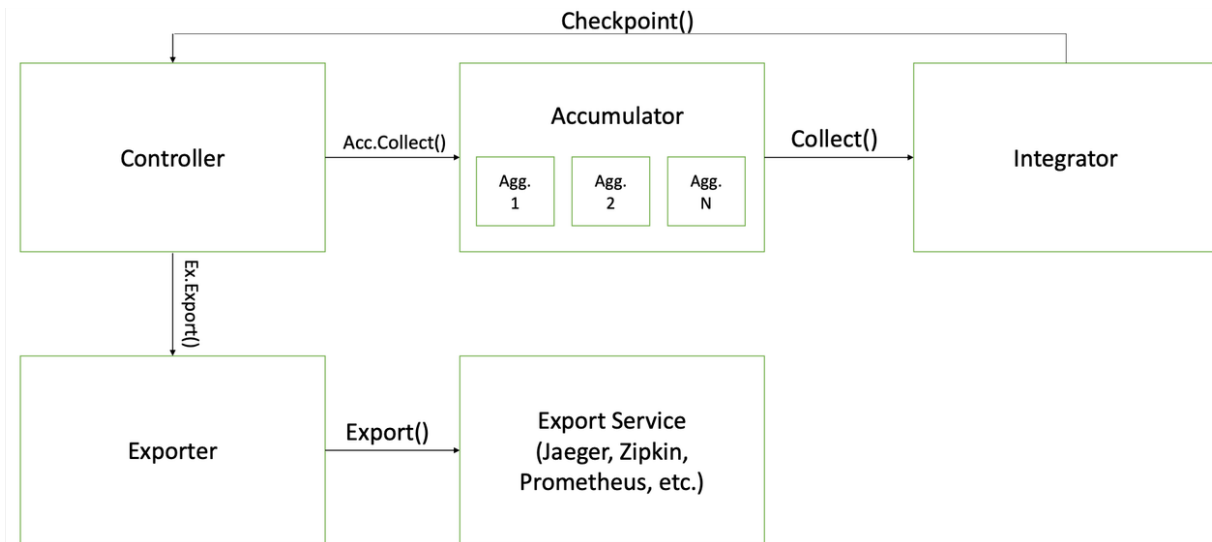 Checkpoint()
Controller
Acc.Collect()
Accumulator
Agg.
1
Agg.
2
Agg.
N
Collect()
Integrator
Ex.Export()
Exporter
Export()
Export Service
(Jaeger, Zipkin,
Prometheus, etc.)